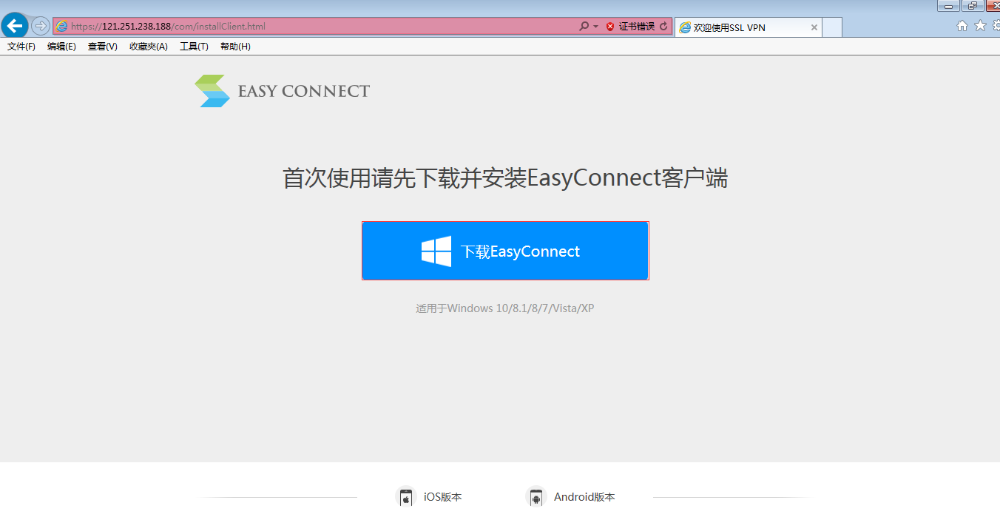 https://121.251.238.188/com/installClient.html 证书错误 欢迎使用SSL VPN
文件(F) 编辑(E) 查看(V) 收藏夹(A) 工具(T) 帮助(H)
EASY CONNECT
首次使用请先下载并安装EasyConnect客户端
下载EasyConnect
适用于Windows 10/8.1/8/7/Vista/XP
iOS版本 Android版本